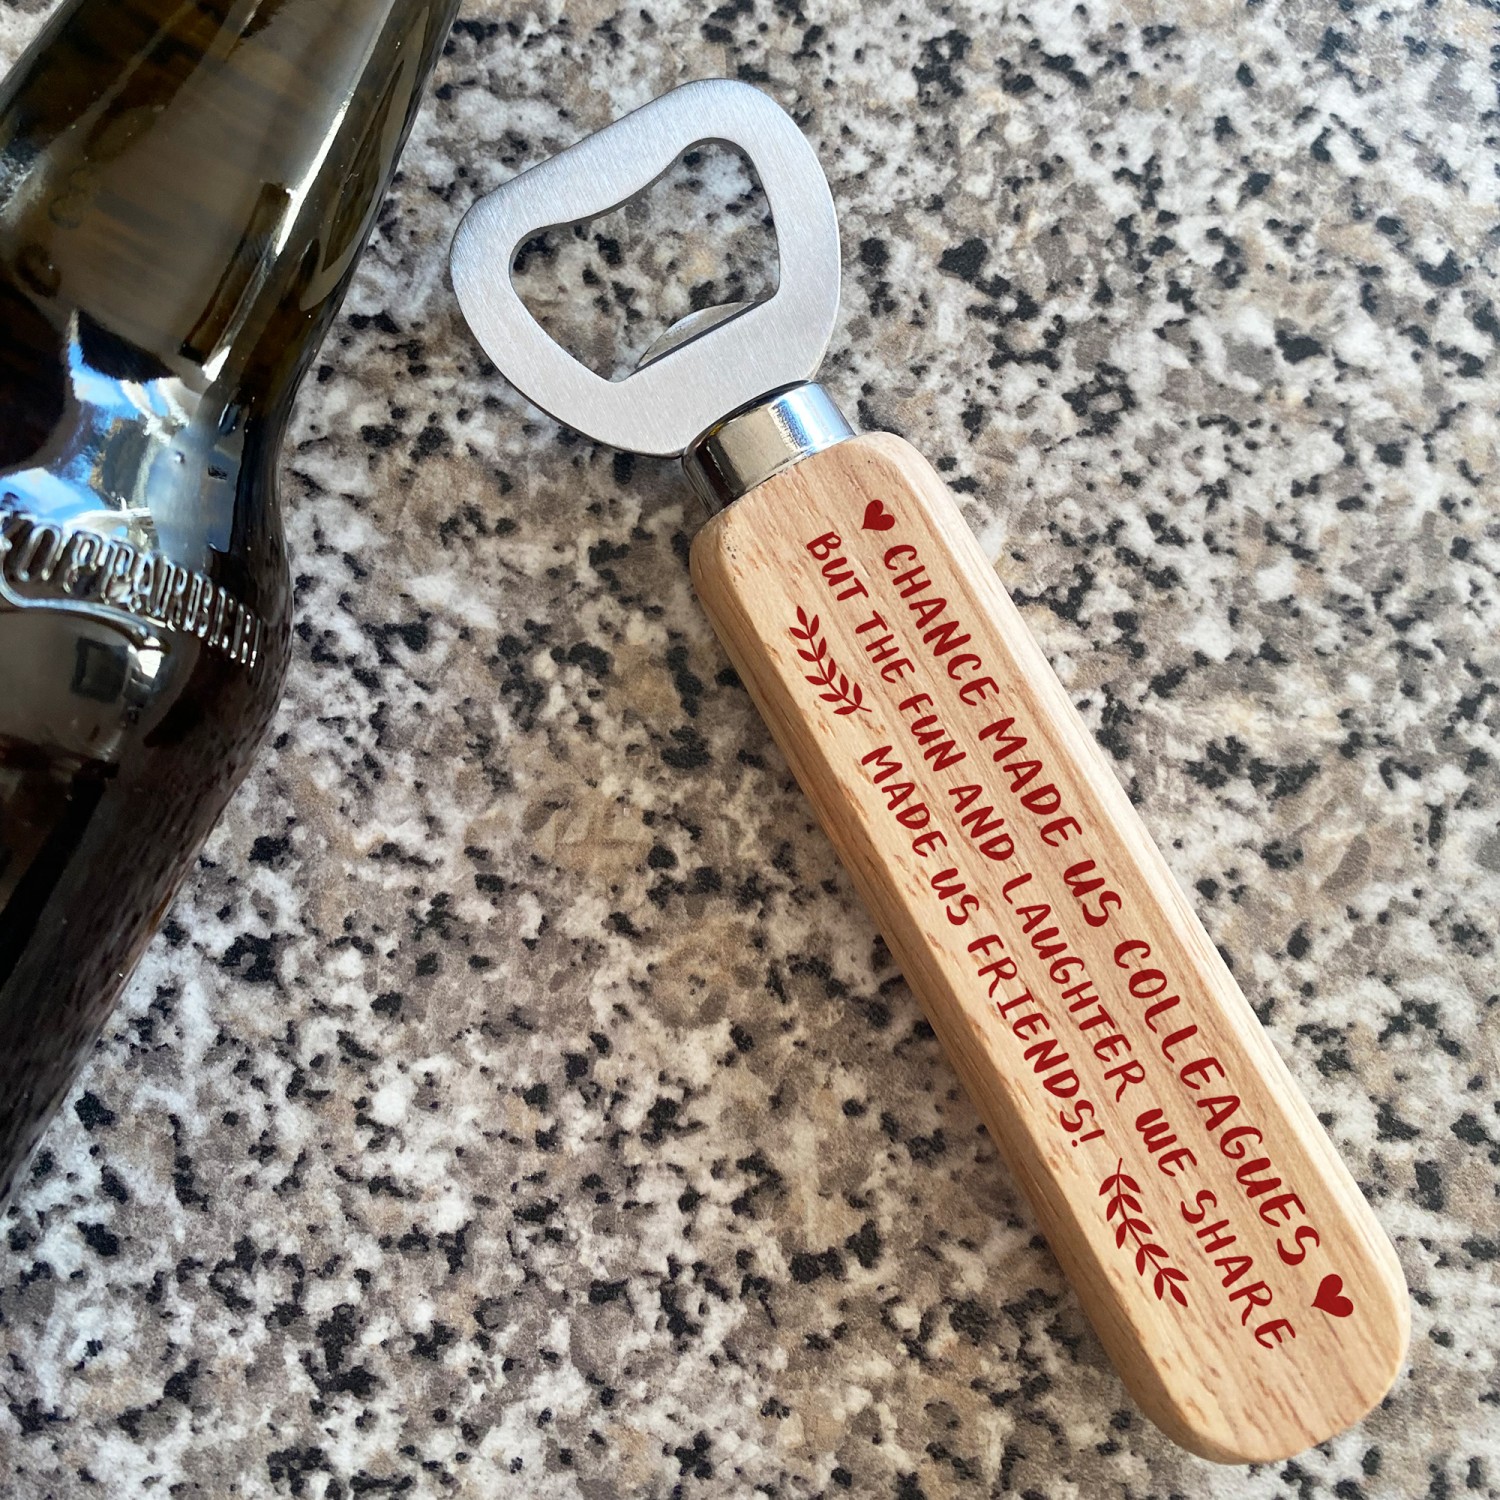 CHANCE MADE US COLLEAGUES
BUT THE FUN AND LAUGHTER WE SHARE
MADE US FRIENDS!